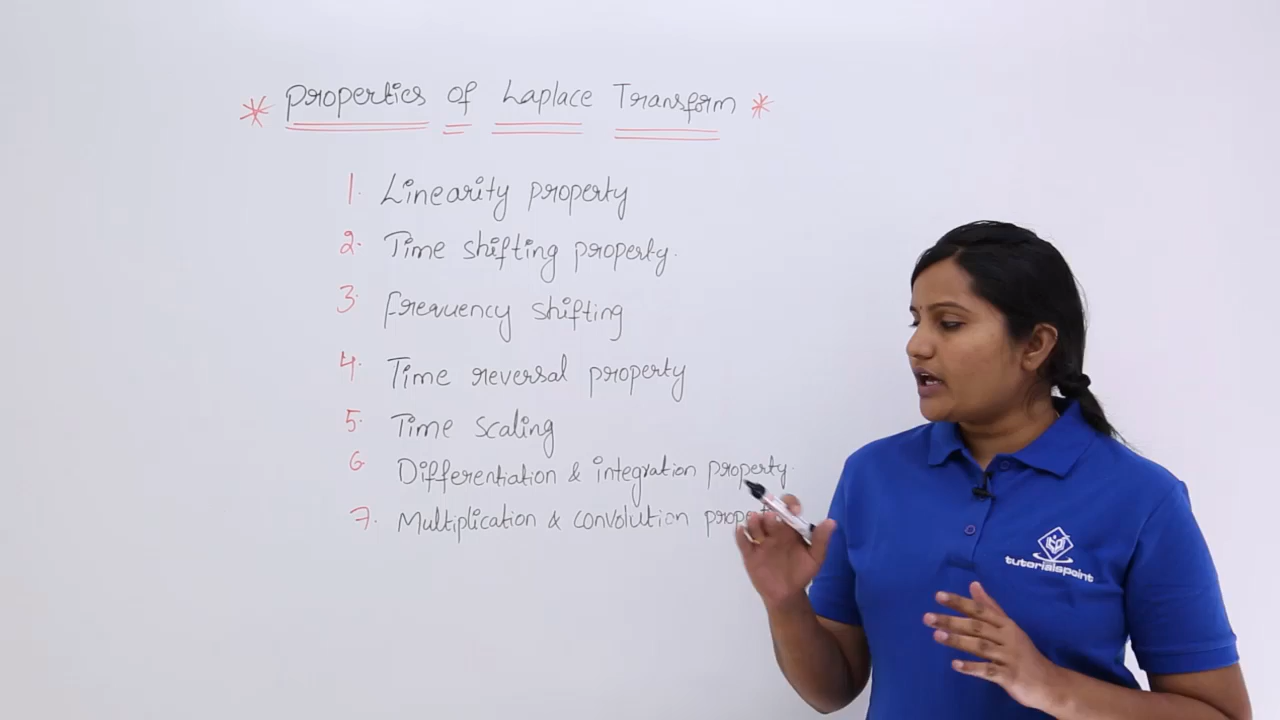 * Properties of Laplace Transform *
1. Linearity property
2. Time shifting property.
3. Frequency shifting
4. Time reversal property
5. Time scaling
6 Differentiation & integration property.
7. Multiplication & convolution
tutorialspoint